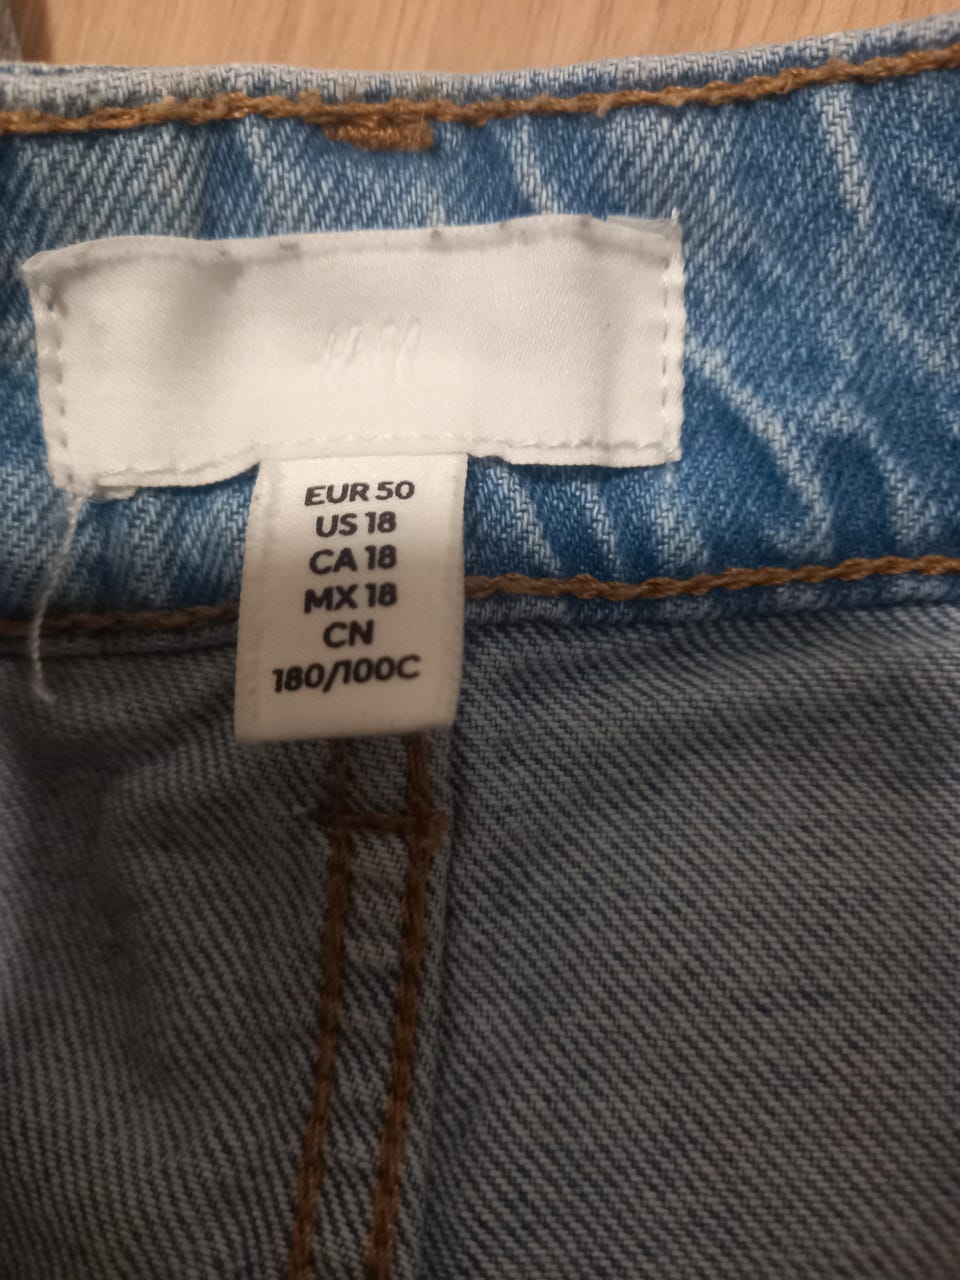 H&M
EUR 50
US 18
CA 18
MX 18
CN
180/100C